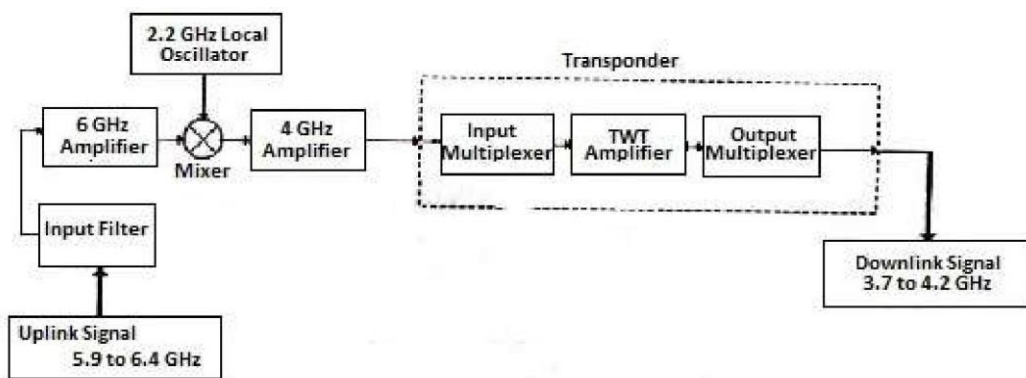 2.2 GHz Local
Oscillator
Transponder
6 GHz
Amplifier
Mixer
4 GHz
Amplifier
Input
Multiplexer
TWT
Amplifier
Output
Multiplexer
Input Filter
Downlink Signal
3.7 to 4.2 GHz
Uplink Signal
5.9 to 6.4 GHz